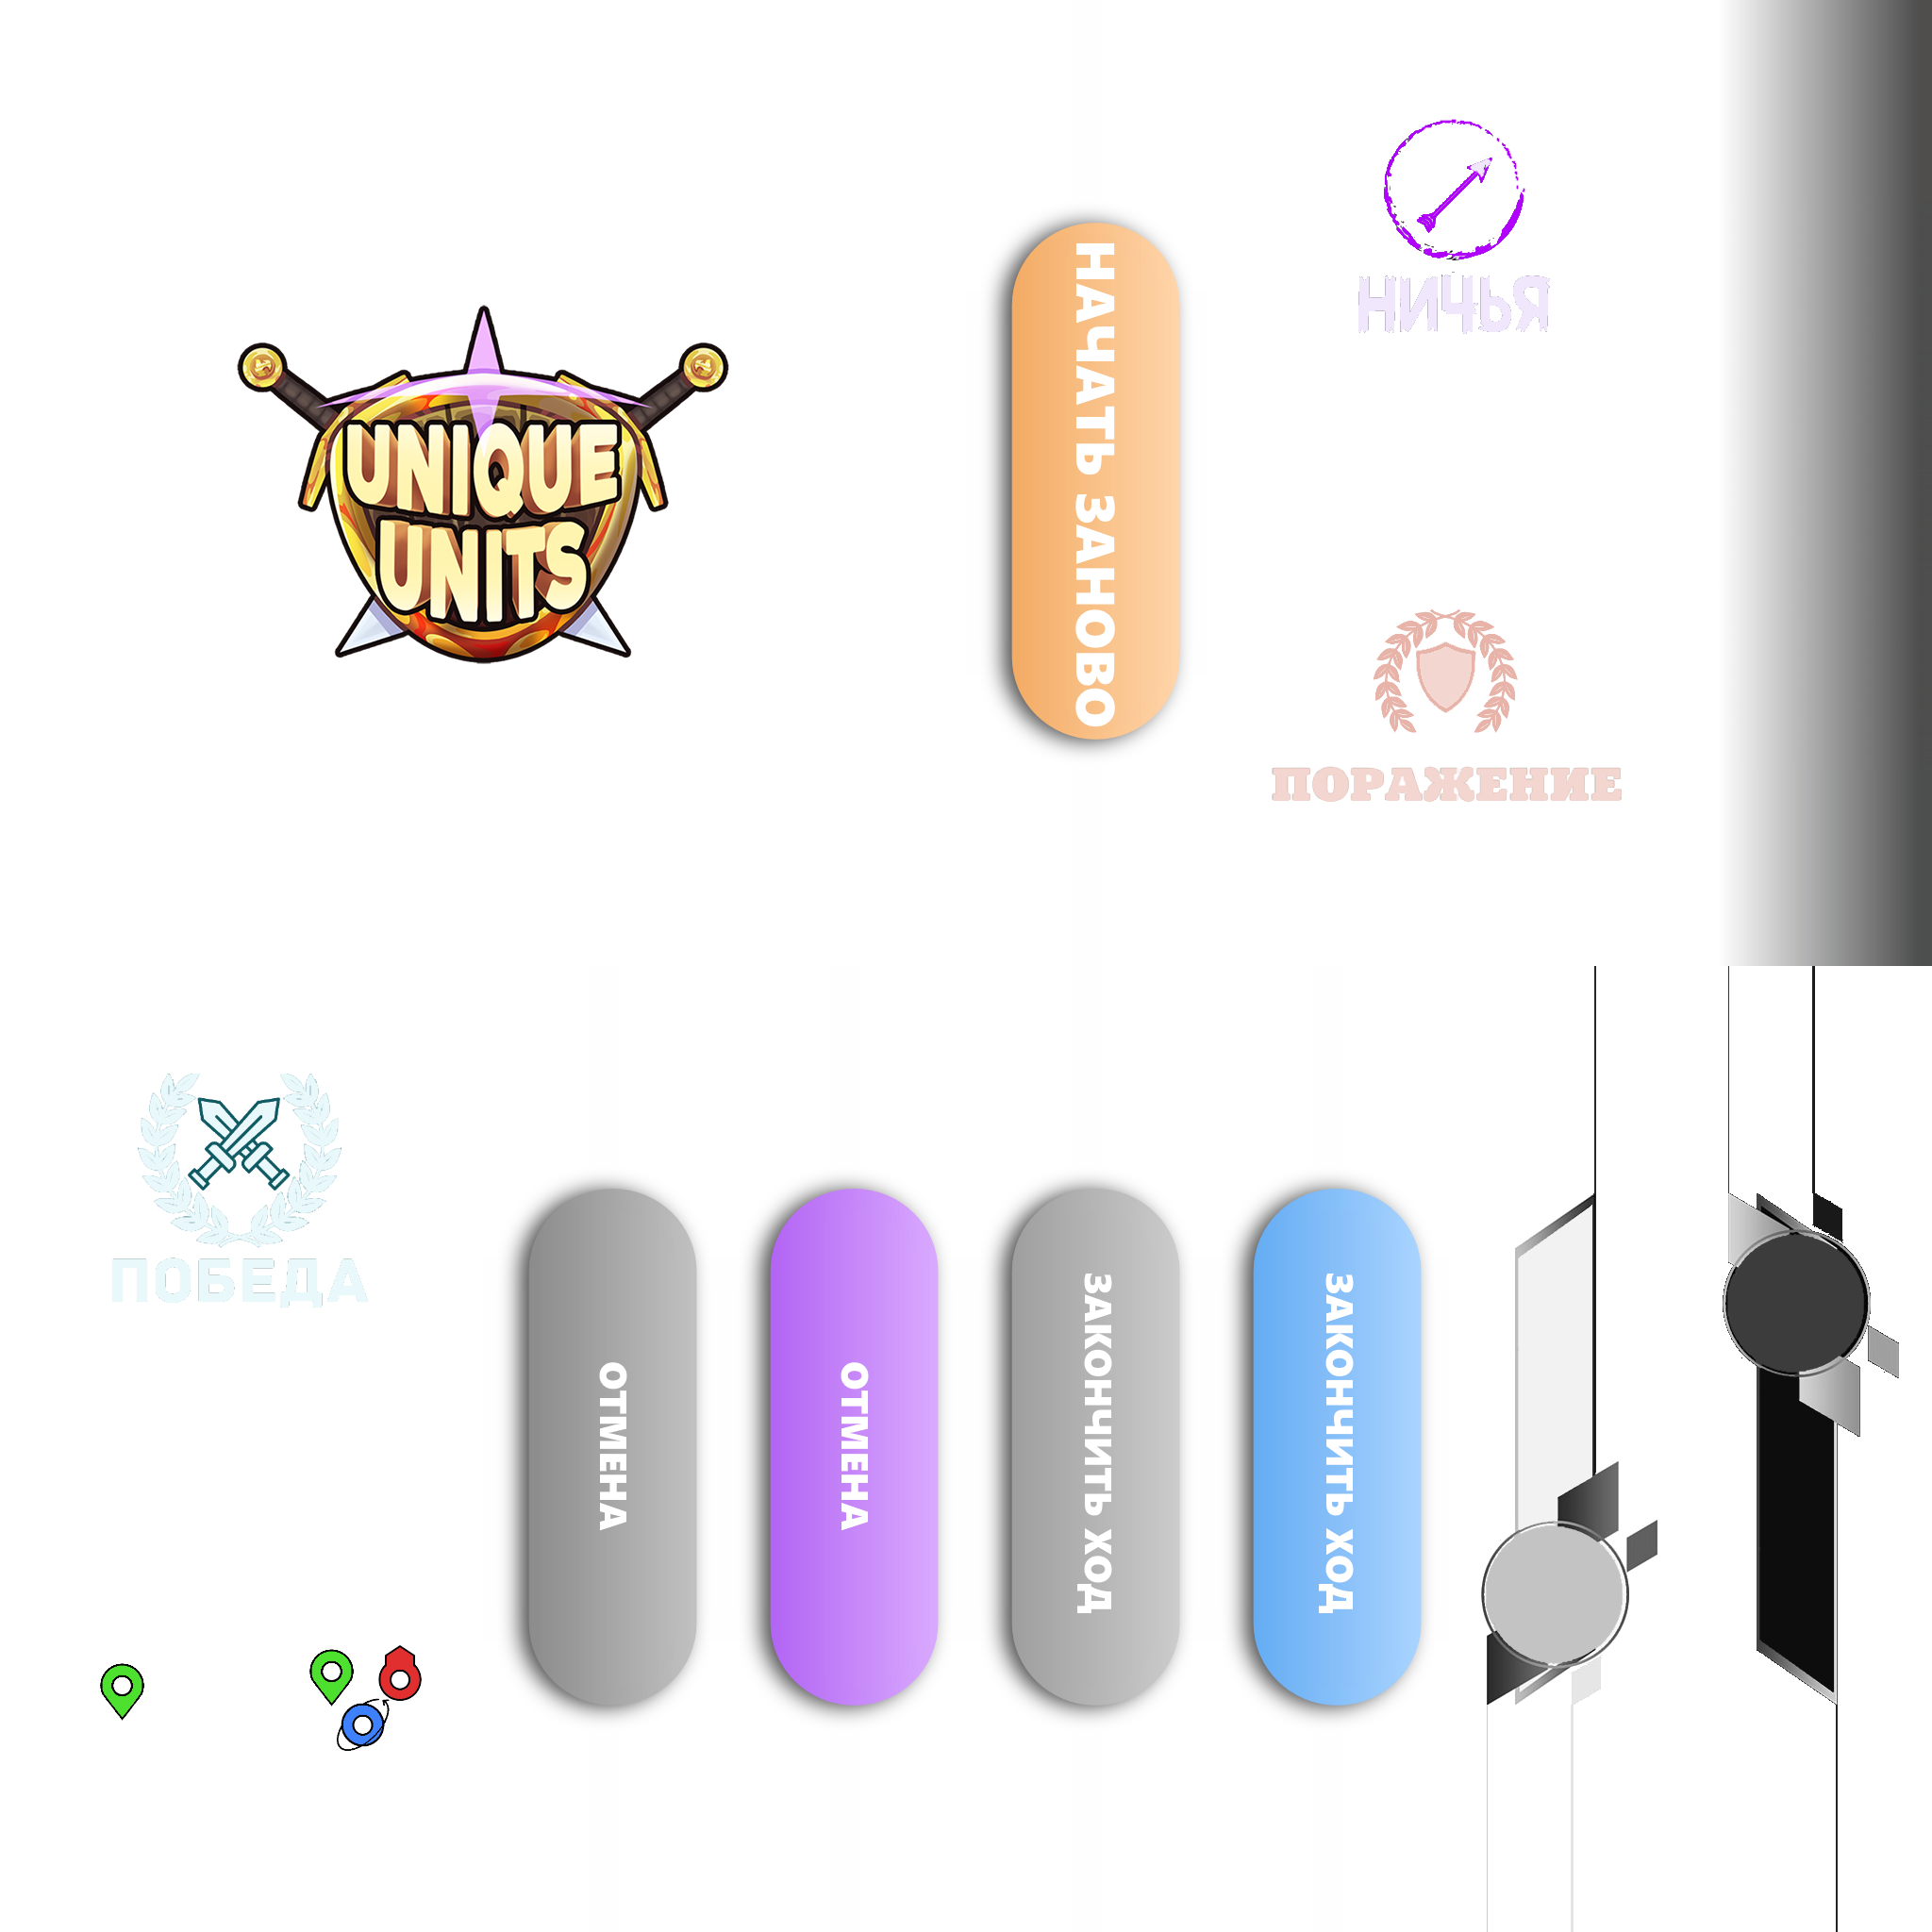 UNIQUE
UNITS
НАЧАТЬ ЗАНОВО
НИЧЬЯ
ПОРАЖЕНИЕ
ПОБЕДА
ОТМЕНА
ОТМЕНА
ЗАКОНЧИТЬ ХОД
ЗАКОНЧИТЬ ХОД